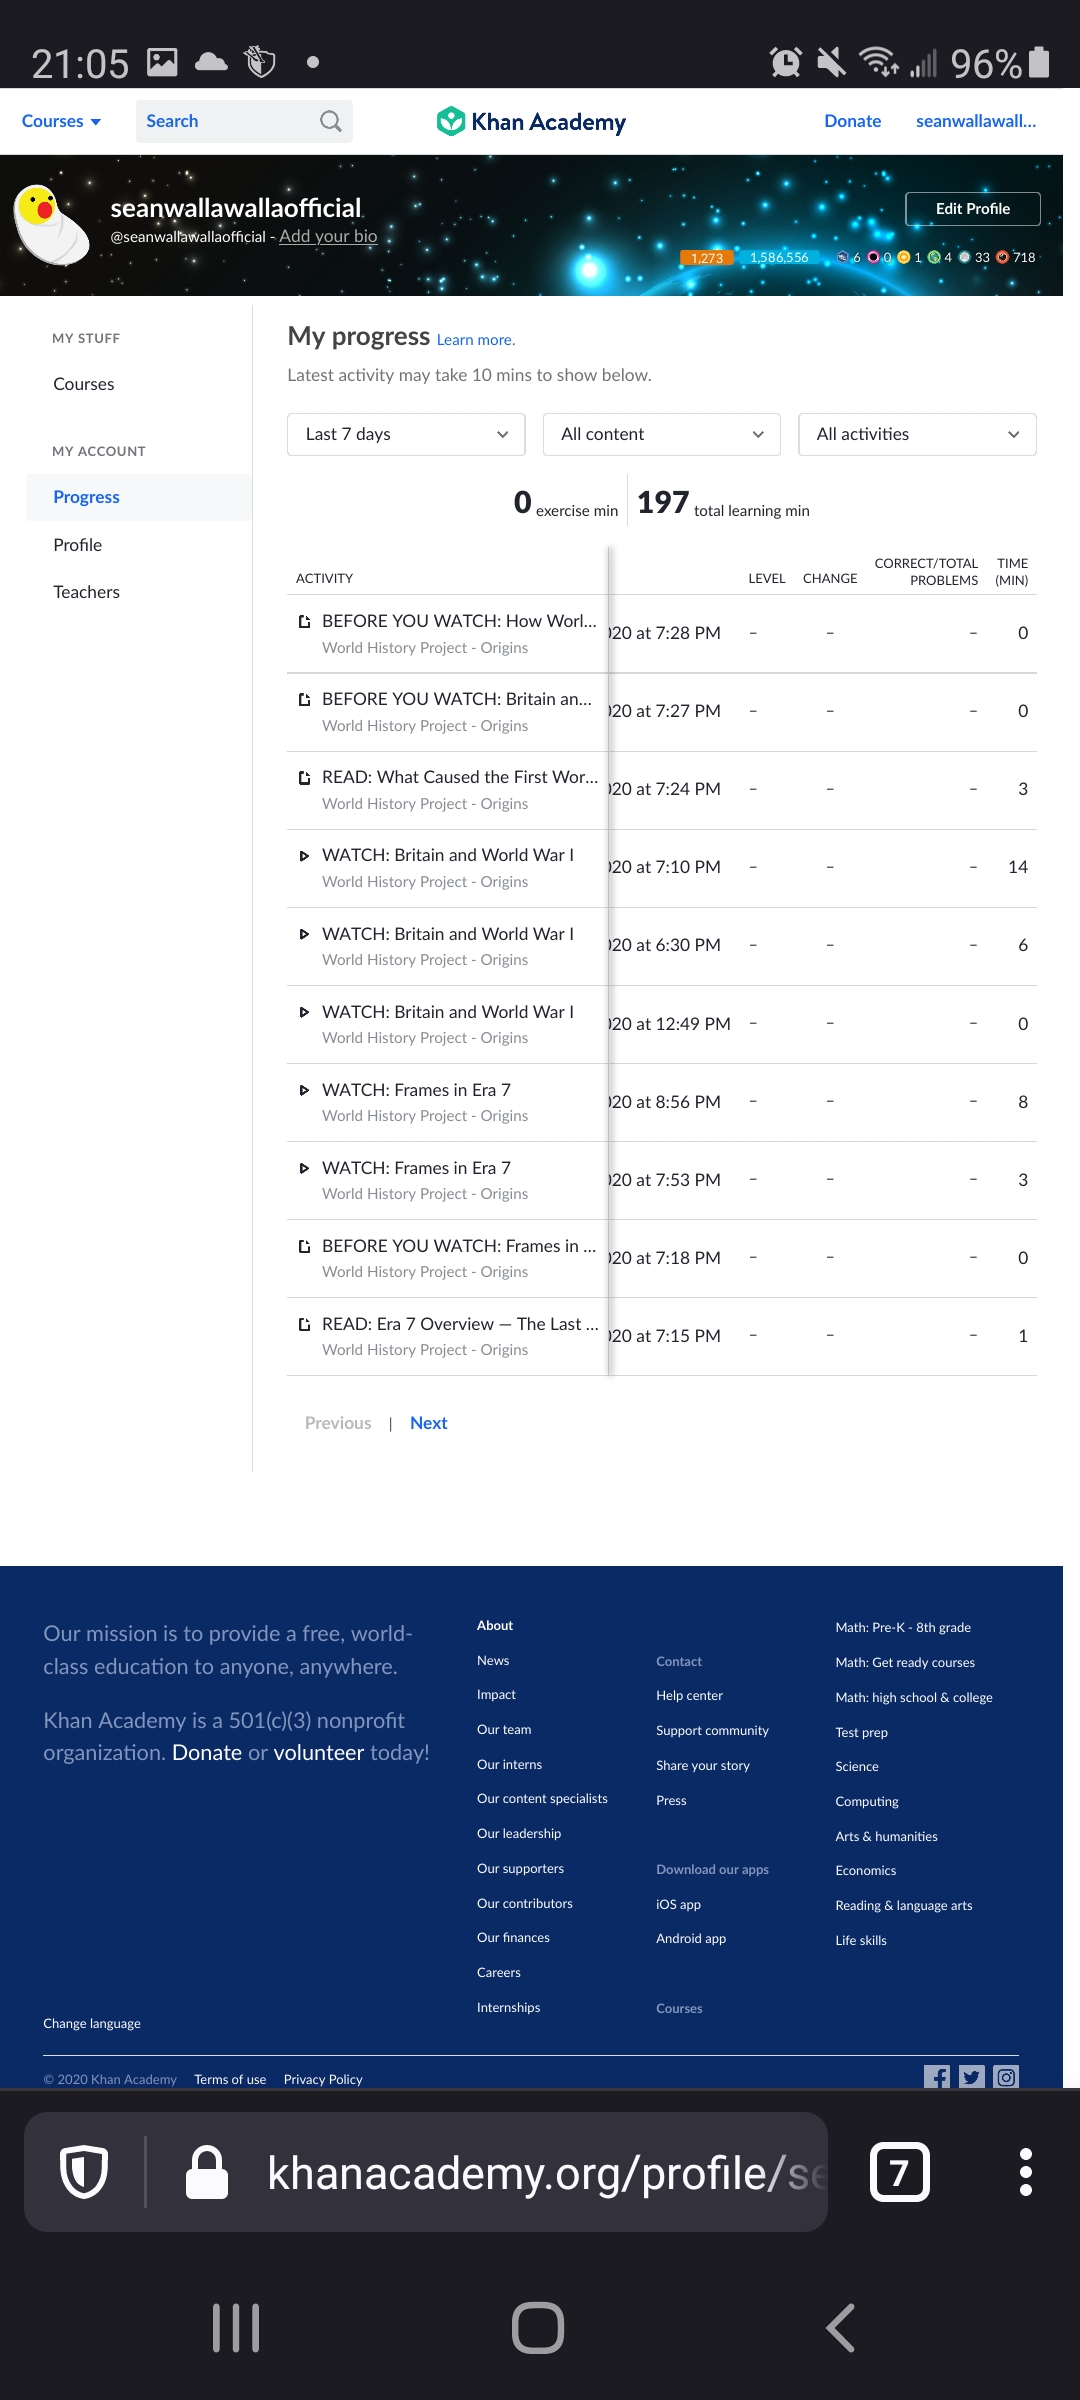 21:05 96%
Courses Search Khan Academy Donate seanwallawall...
seanwallawallaofficial
@seanwallawallaofficial - Add your bio
Edit Profile
1,273 1,586,556 6 0 1 4 33 718
MY STUFF
Courses
MY ACCOUNT
Progress
Profile
Teachers
My progress Learn more.
Latest activity may take 10 mins to show below.
Last 7 days All content All activities
0 exercise min 197 total learning min
ACTIVITY LEVEL CHANGE CORRECT/TOTAL PROBLEMS TIME (MIN)
BEFORE YOU WATCH: How Worl... 020 at 7:28 PM – – – 0
World History Project - Origins
BEFORE YOU WATCH: Britain an... 020 at 7:27 PM – – – 0
World History Project - Origins
READ: What Caused the First Wor... 020 at 7:24 PM – – – 3
World History Project - Origins
WATCH: Britain and World War I 020 at 7:10 PM – – – 14
World History Project - Origins
WATCH: Britain and World War I 020 at 6:30 PM – – – 6
World History Project - Origins
WATCH: Britain and World War I 020 at 12:49 PM – – – 0
World History Project - Origins
WATCH: Frames in Era 7 020 at 8:56 PM – – – 8
World History Project - Origins
WATCH: Frames in Era 7 020 at 7:53 PM – – – 3
World History Project - Origins
BEFORE YOU WATCH: Frames in ... 020 at 7:18 PM – – – 0
World History Project - Origins
READ: Era 7 Overview — The Last ... 020 at 7:15 PM – – – 1
World History Project - Origins
Previous | Next
Our mission is to provide a free, world-
class education to anyone, anywhere.
Khan Academy is a 501(c)(3) nonprofit
organization. Donate or volunteer today!
About
News
Impact
Our team
Our interns
Our content specialists
Our leadership
Our supporters
Our contributors
Our finances
Careers
Internships
Contact
Help center
Support community
Share your story
Press
Download our apps
iOS app
Android app
Courses
Math: Pre-K - 8th grade
Math: Get ready courses
Math: high school & college
Test prep
Science
Computing
Arts & humanities
Economics
Reading & language arts
Life skills
Change language
© 2020 Khan Academy Terms of use Privacy Policy
khanacademy.org/profile/se 7